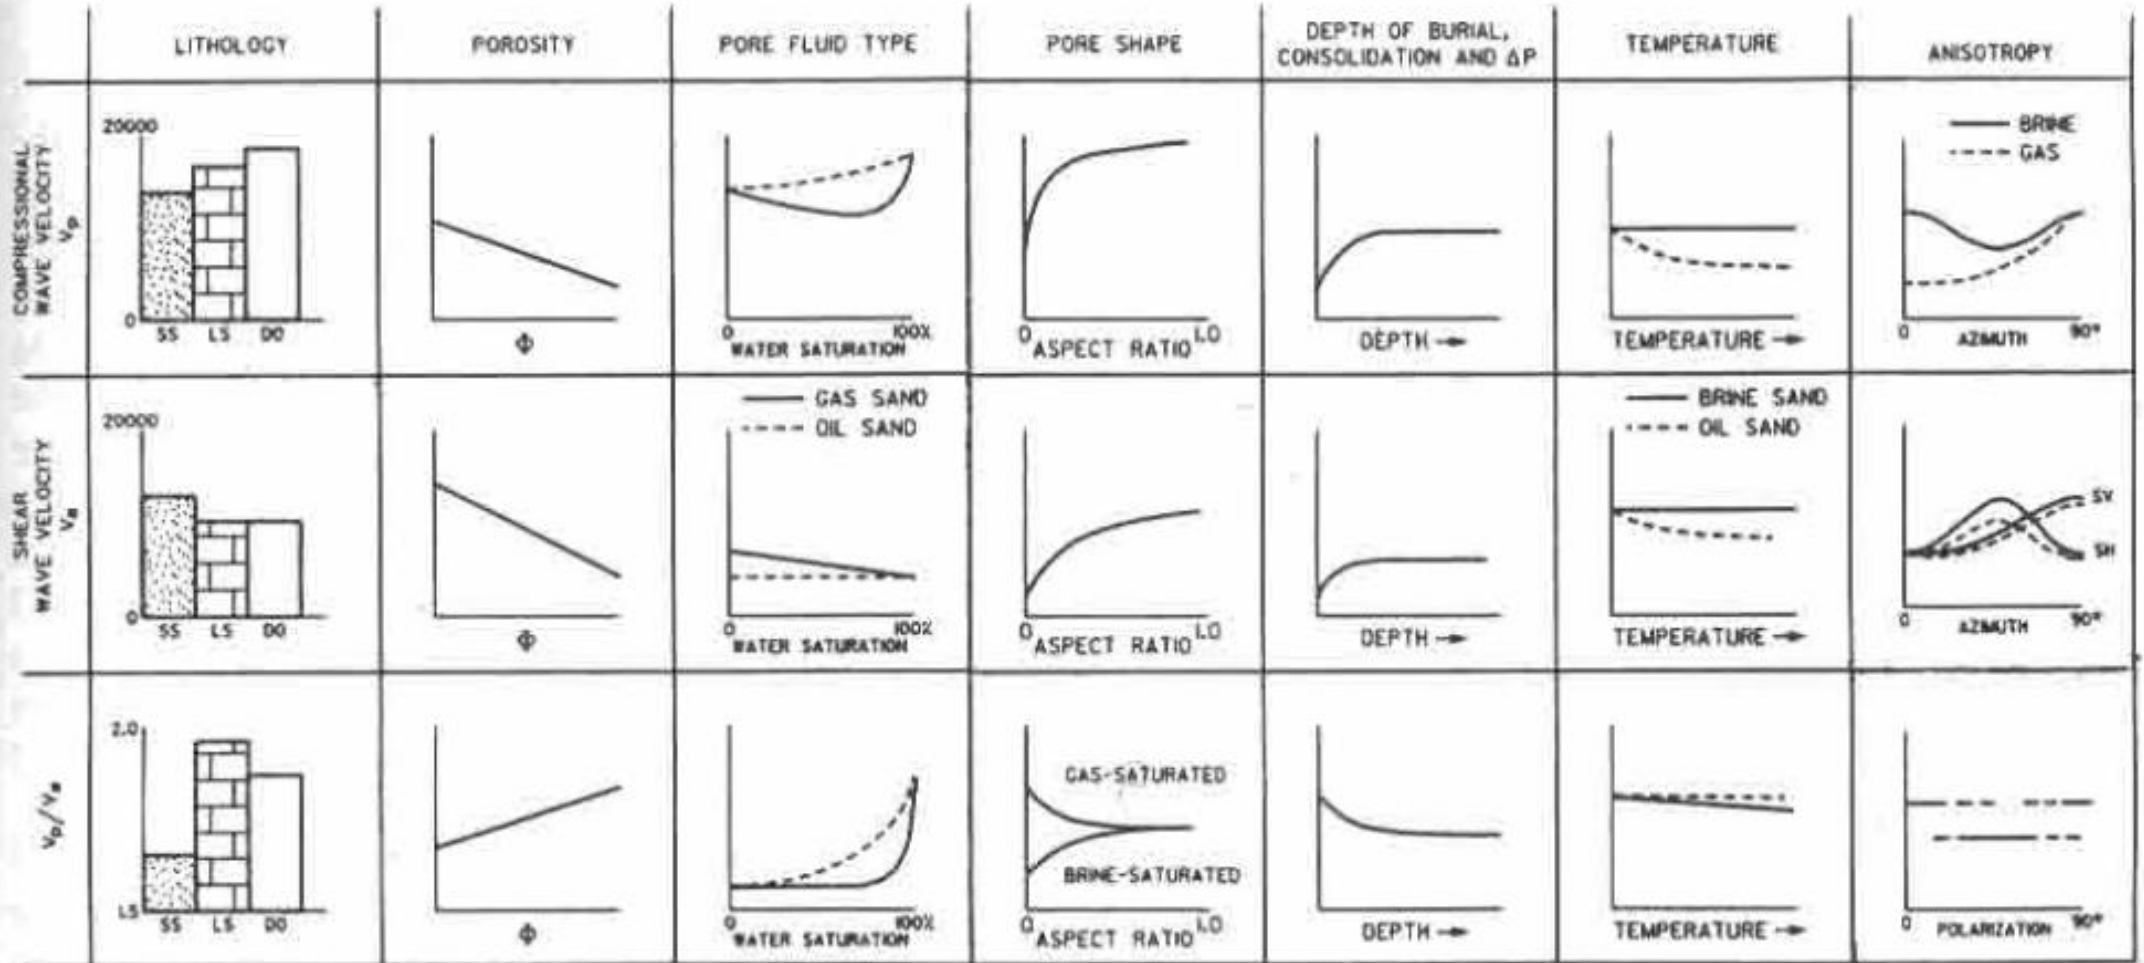 LITHOLOGY
POROSITY
PORE FLUID TYPE
PORE SHAPE
DEPTH OF BURIAL,
CONSOLIDATION AND ΔP
TEMPERATURE
ANISOTROPY
COMPRESSIONAL
WAVE VELOCITY
Vp
20000
0
SS LS DO
Φ
0 100%
WATER SATURATION
0 1.0
ASPECT RATIO
DEPTH →
TEMPERATURE →
BRINE
GAS
0 90°
AZIMUTH
SHEAR
WAVE VELOCITY
Vs
20000
0
SS LS DO
Φ
GAS SAND
OIL SAND
0 100%
WATER SATURATION
0 1.0
ASPECT RATIO
DEPTH →
BRINE SAND
OIL SAND
TEMPERATURE →
SV
SH
0 90°
AZIMUTH
Vp/Vs
2.0
1.5
SS LS DO
Φ
0 100%
WATER SATURATION
GAS-SATURATED
BRINE-SATURATED
0 1.0
ASPECT RATIO
DEPTH →
TEMPERATURE →
0 90°
POLARIZATION